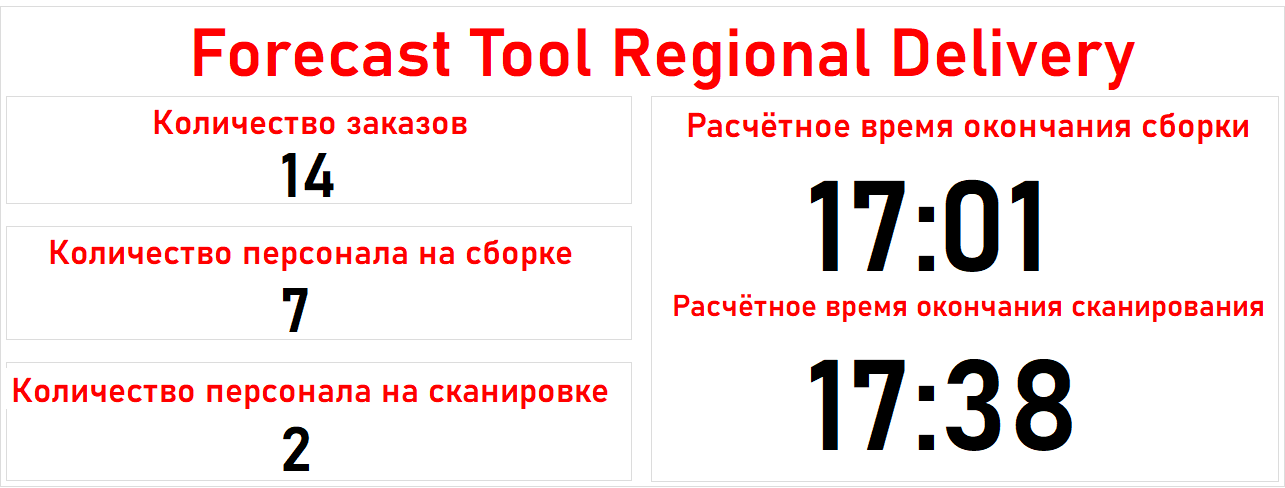 Forecast Tool Regional Delivery
Количество заказов
14
Количество персонала на сборке
7
Количество персонала на сканировке
2
Расчётное время окончания сборки
17:01
Расчётное время окончания сканирования
17:38